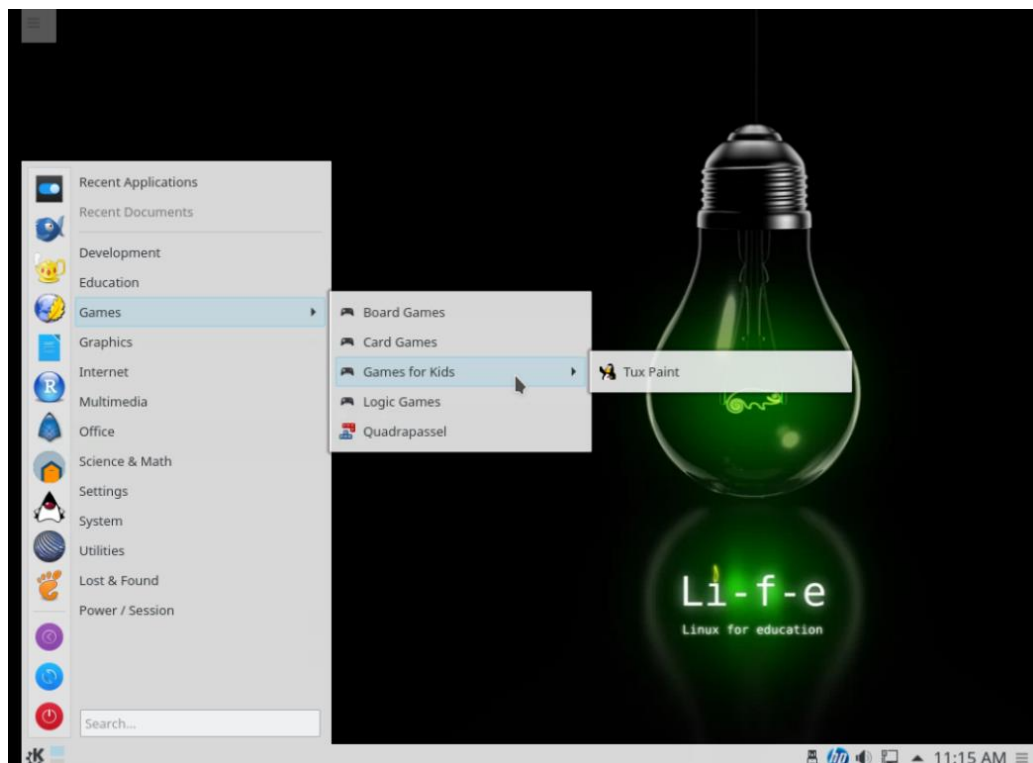 Recent Applications
Recent Documents
Development
Education
Games
Graphics
Internet
Multimedia
Office
Science & Math
Settings
System
Utilities
Lost & Found
Power / Session
Search...
Board Games
Card Games
Games for Kids
Logic Games
Quadrapassel
Tux Paint
Li-f-e
Linux for education
K
R
hp
11:15 AM